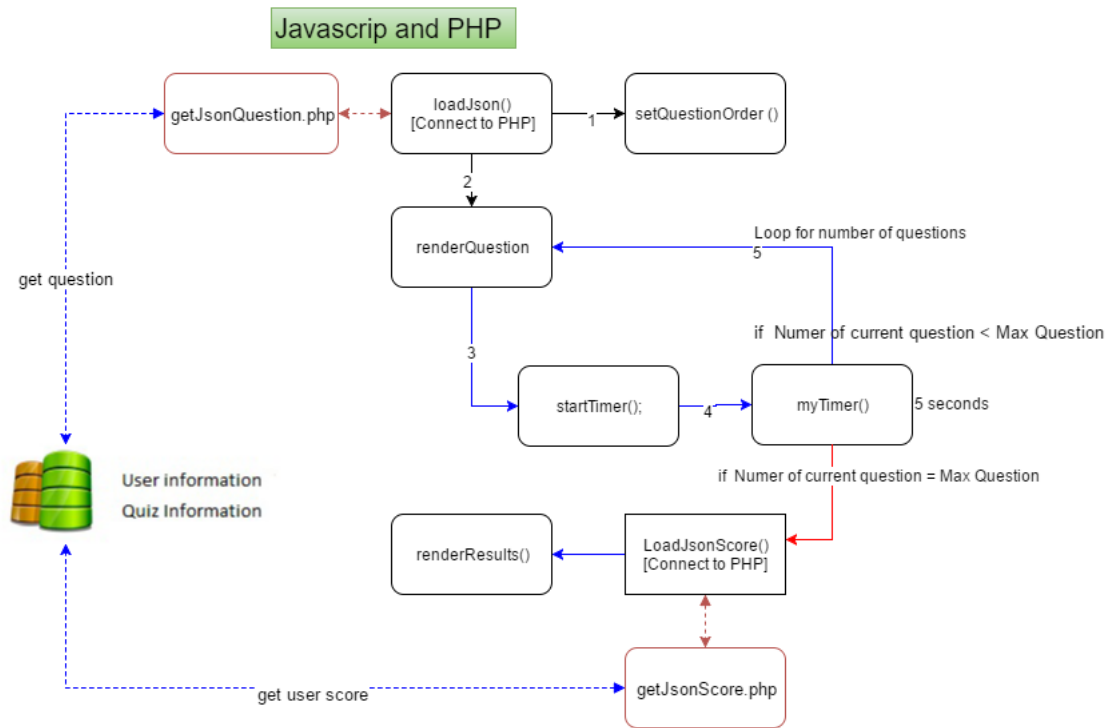 Javascrip and PHP
getJsonQuestion.php
loadJson()
[Connect to PHP]
1
setQuestionOrder ()
2
renderQuestion
Loop for number of questions
5
get question
if Numer of current question < Max Question
3
startTimer();
4
myTimer()
5 seconds
User information
Quiz Information
if Numer of current question = Max Question
renderResults()
LoadJsonScore()
[Connect to PHP]
get user score
getJsonScore.php